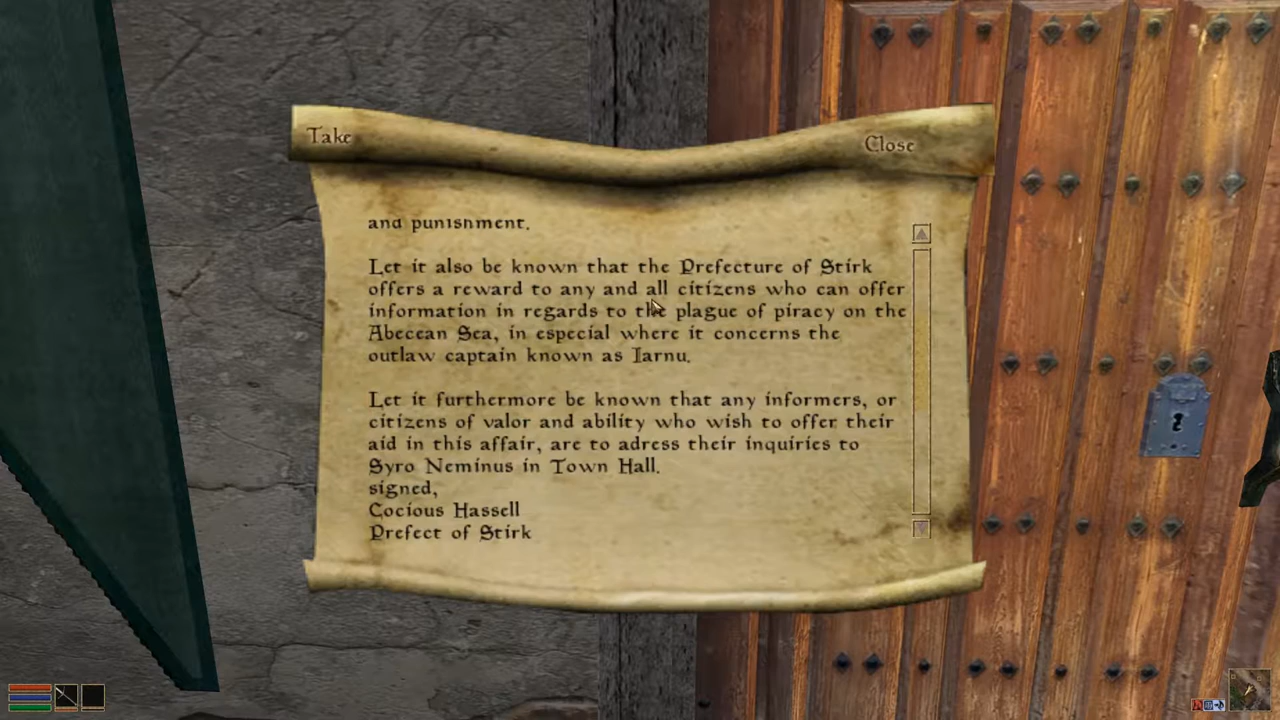 Take
Close
and punishment.
Let it also be known that the Prefecture of Stirk
offers a reward to any and all citizens who can offer
information in regards to the plague of piracy on the
Abecean Sea, in especial where it concerns the
outlaw captain known as Iarnu.
Let it furthermore be known that any informers, or
citizens of valor and ability who wish to offer their
aid in this affair, are to adress their inquiries to
Syro Neminus in Town Hall.
signed,
Cocious Hassell
Prefect of Stirk